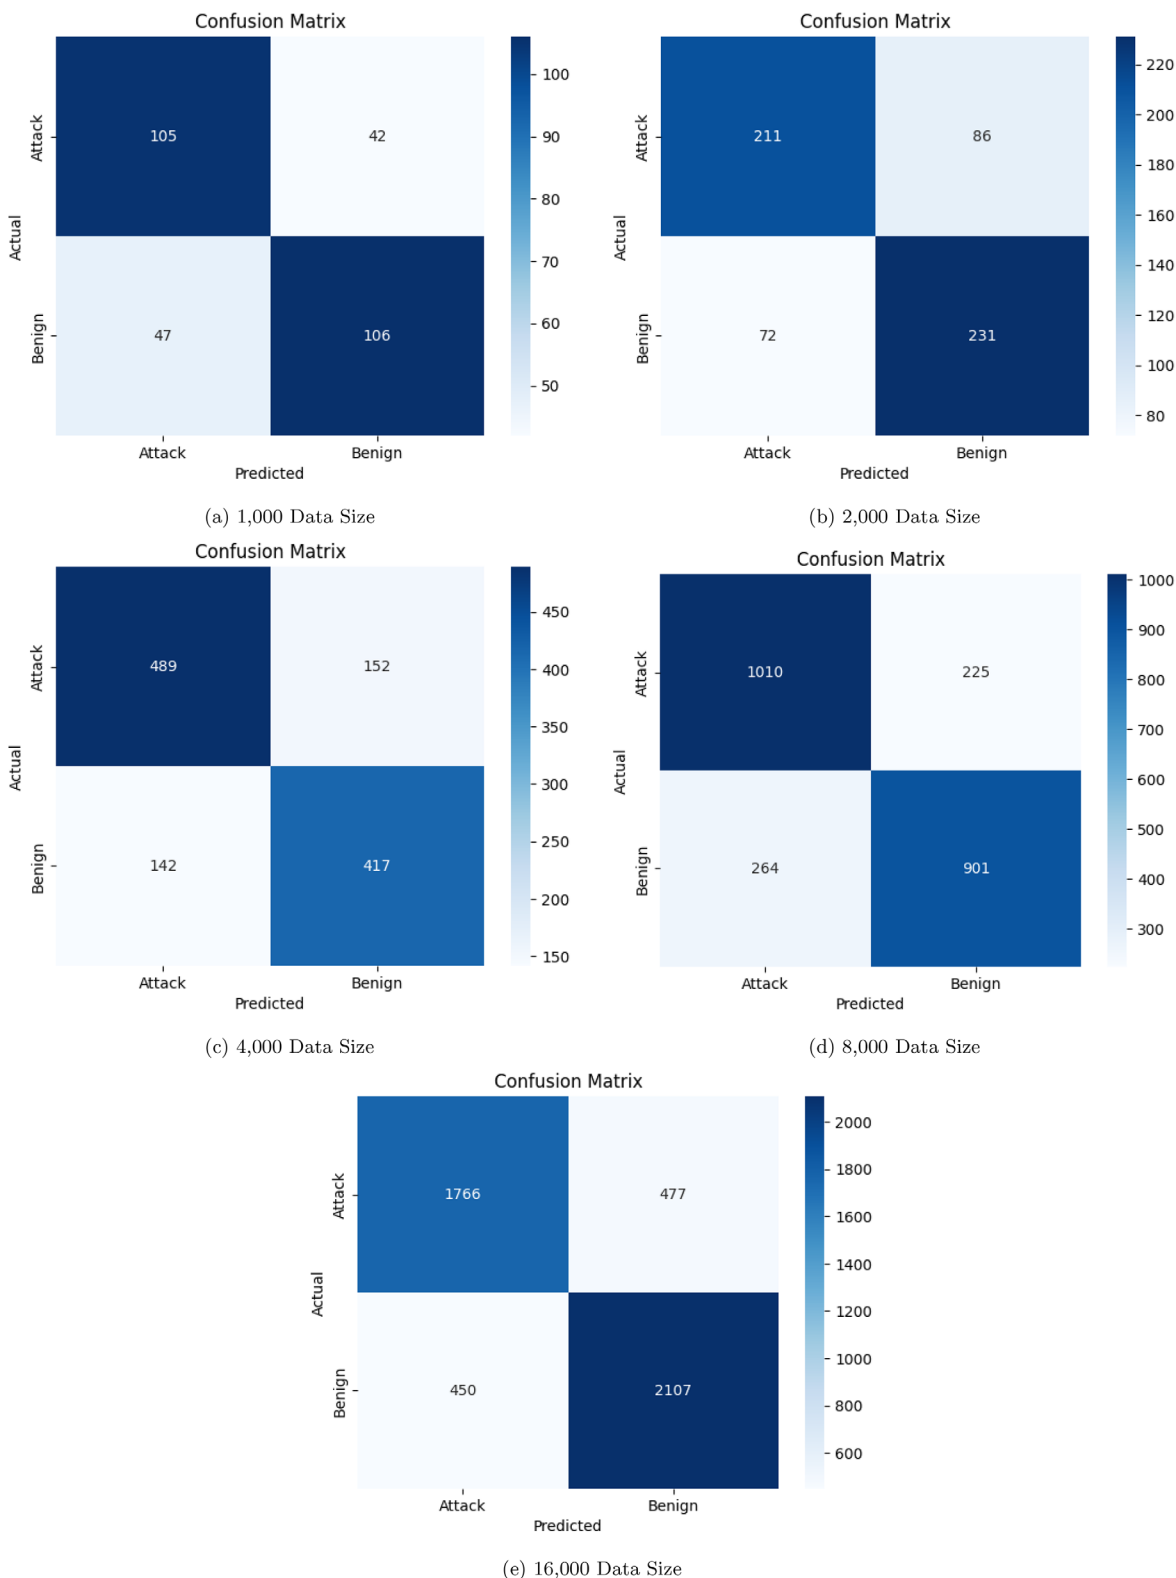 Confusion Matrix
Attack
105
42
100
90
80
70
60
50
Actual
Benign
47
106
Attack
Benign
Predicted
(a) 1,000 Data Size
Confusion Matrix
Attack
211
86
220
200
180
160
140
120
100
80
Actual
Benign
72
231
Attack
Benign
Predicted
(b) 2,000 Data Size
Confusion Matrix
Attack
489
152
450
400
350
300
250
200
150
Actual
Benign
142
417
Attack
Benign
Predicted
(c) 4,000 Data Size
Confusion Matrix
Attack
1010
225
1000
900
800
700
600
500
400
300
Actual
Benign
264
901
Attack
Benign
Predicted
(d) 8,000 Data Size
Confusion Matrix
Attack
1766
477
2000
1800
1600
1400
1200
1000
800
600
Actual
Benign
450
2107
Attack
Benign
Predicted
(e) 16,000 Data Size